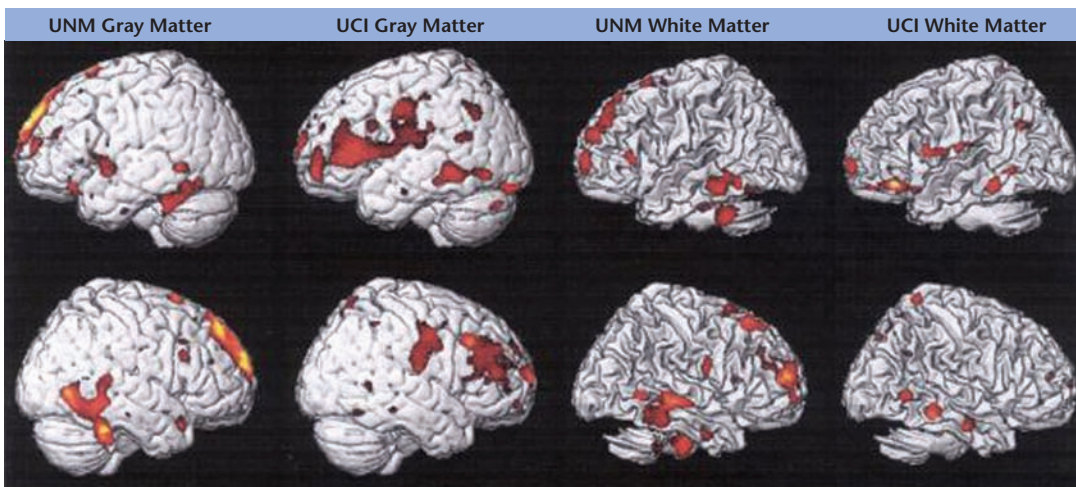 UNM Gray Matter
UCI Gray Matter
UNM White Matter
UCI White Matter